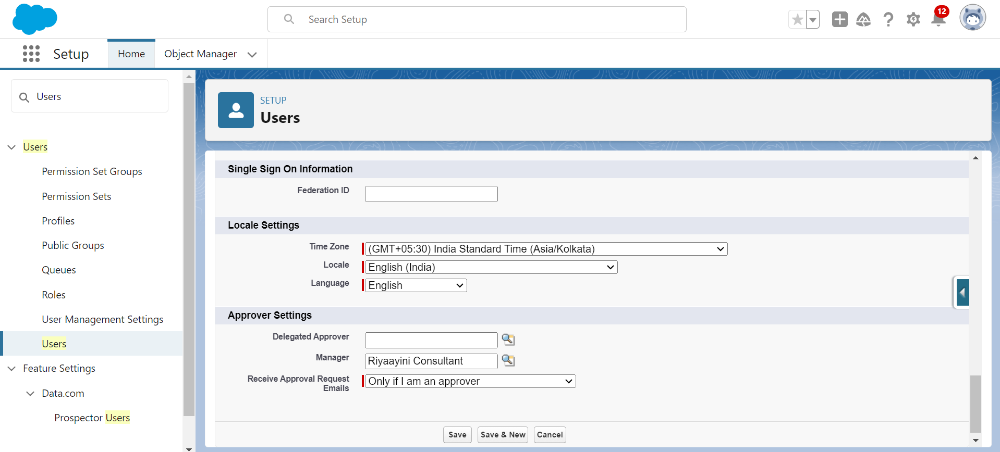 Search Setup
12
Setup
Home
Object Manager
Users
Users
Permission Set Groups
Permission Sets
Profiles
Public Groups
Queues
Roles
User Management Settings
Users
Feature Settings
Data.com
Prospector Users
SETUP
Users
Single Sign On Information
Federation ID
Locale Settings
Time Zone (GMT+05:30) India Standard Time (Asia/Kolkata)
Locale English (India)
Language English
Approver Settings
Delegated Approver
Manager Riyaayini Consultant
Receive Approval Request Only if I am an approver
Emails
Save Save & New Cancel